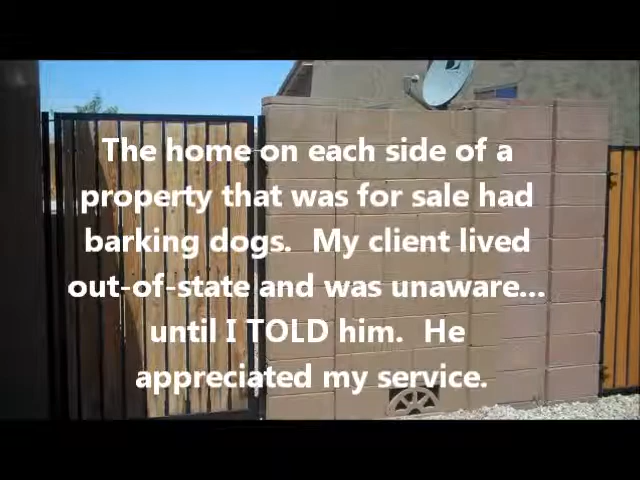 The home on each side of a
property that was for sale had
barking dogs.  My client lived
out-of-state and was unaware...
until I TOLD him.  He
appreciated my service.